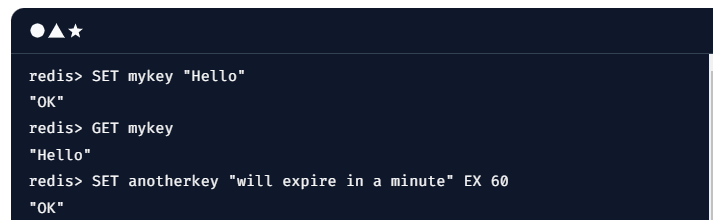 redis> SET mykey "Hello"
"OK"
redis> GET mykey
"Hello"
redis> SET anotherkey "will expire in a minute" EX 60
"OK"